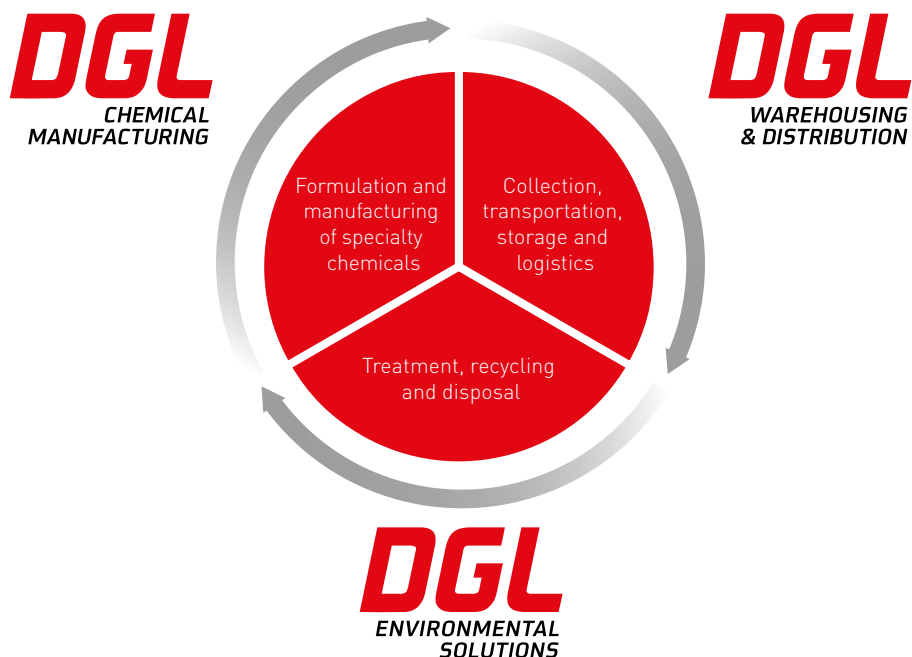 DGL
CHEMICAL
MANUFACTURING
DGL
WAREHOUSING
& DISTRIBUTION
Formulation and
manufacturing
of specialty
chemicals
Collection,
transportation,
storage and
logistics
Treatment, recycling
and disposal
DGL
ENVIRONMENTAL
SOLUTIONS